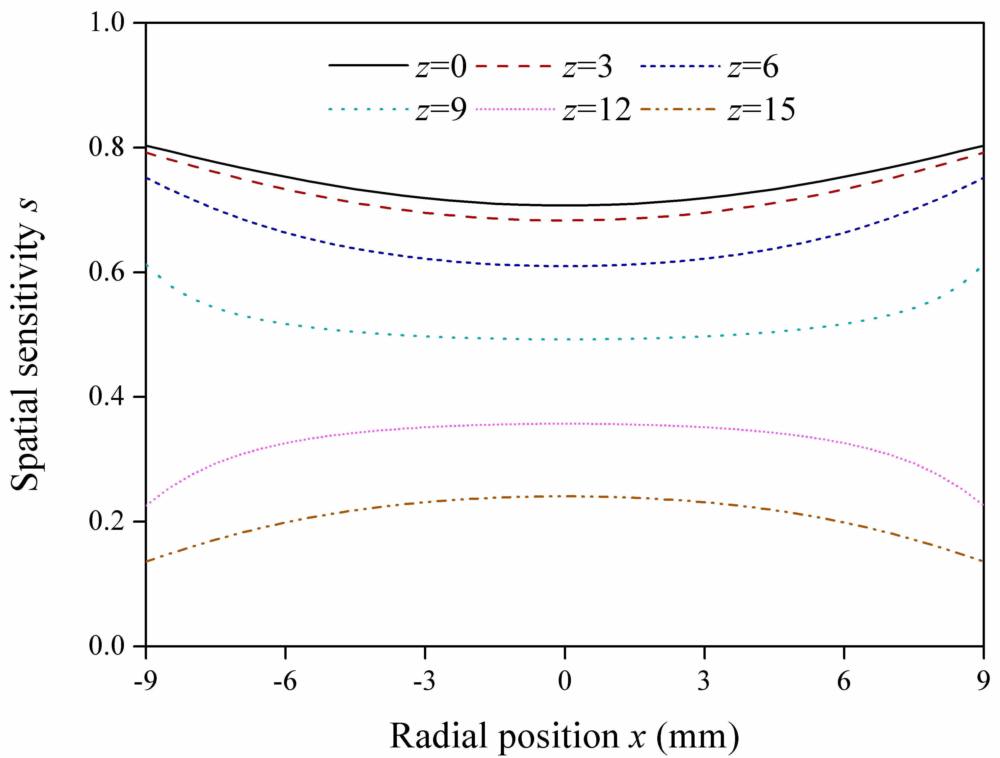 1.0
z=0 z=3 z=6
z=9 z=12 z=15
0.8
0.6
0.4
0.2
0.0
Spatial sensitivity s
-9 -6 -3 0 3 6 9
Radial position x (mm)